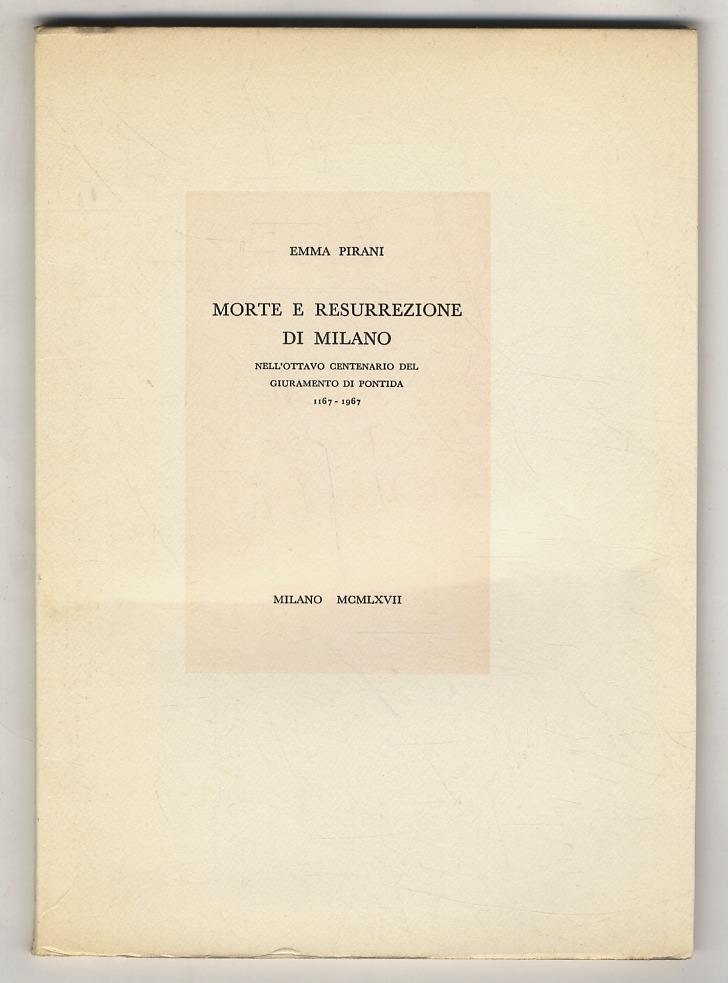 EMMA PIRANI
MORTE E RESURREZIONE
DI MILANO
NELL'OTTAVO CENTENARIO DEL
GIURAMENTO DI PONTIDA
1167 - 1967
MILANO MCMLXVII